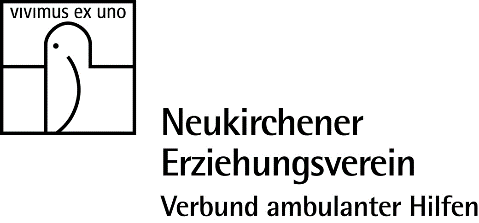 vivimus ex uno
Neukirchener
Erziehungsverein
Verbund ambulanter Hilfen